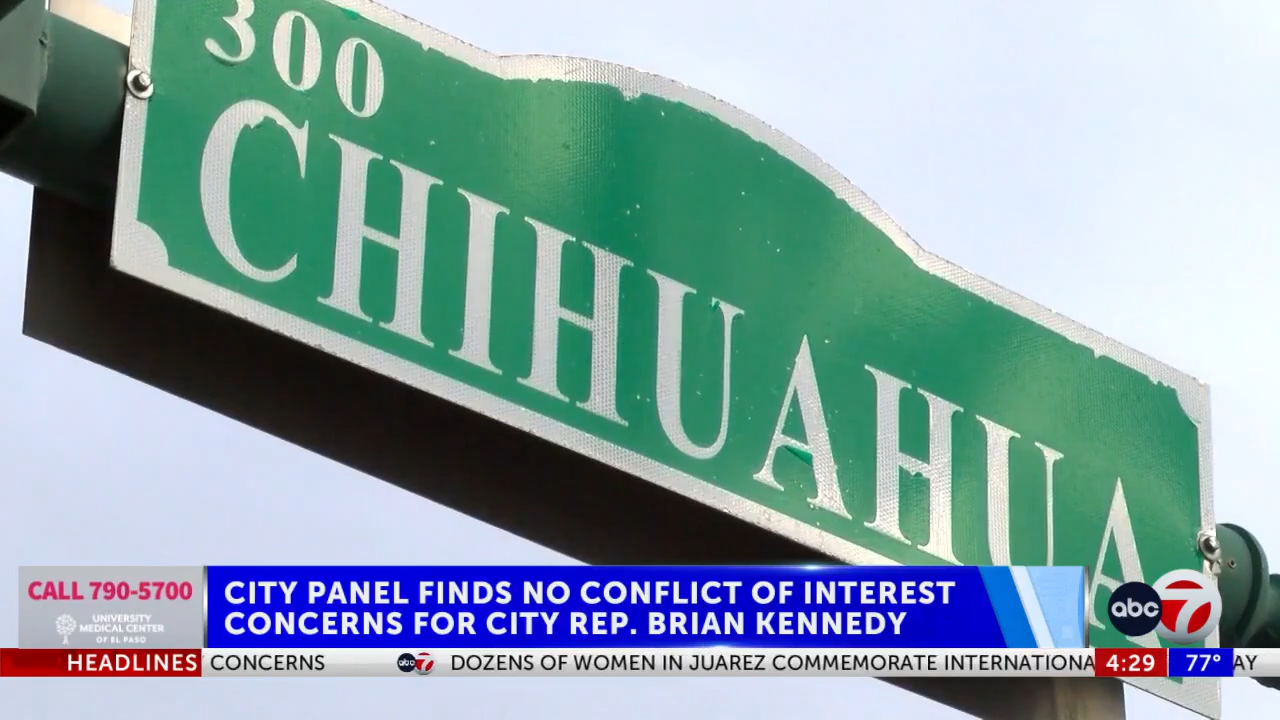 300
CHIHUAHUA
CALL 790-5700
UNIVERSITY
MEDICAL CENTER
OF EL PASO
CITY PANEL FINDS NO CONFLICT OF INTEREST
CONCERNS FOR CITY REP. BRIAN KENNEDY
abc 7
HEADLINES CONCERNS abc 7 DOZENS OF WOMEN IN JUAREZ COMMEMORATE INTERNATIONA 4:29 77° AY